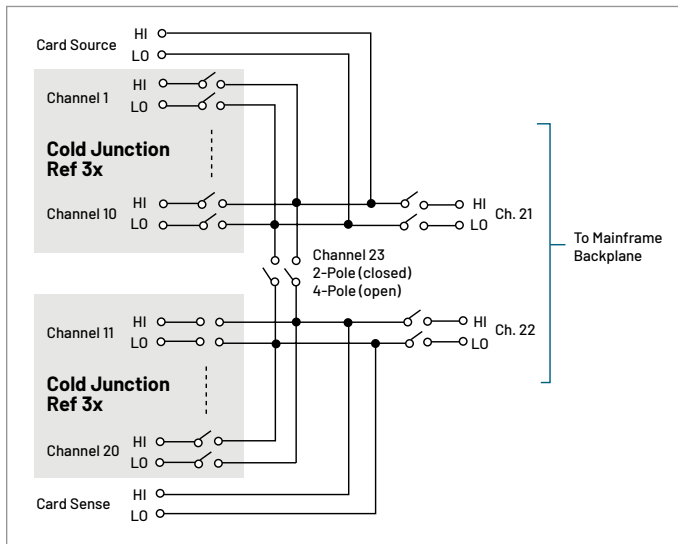 Card Source
HI
LO
Channel 1
HI
LO
Cold Junction
Ref 3x
Channel 10
HI
LO
HI
LO
Ch. 21
To Mainframe
Backplane
Channel 23
2-Pole (closed)
4-Pole (open)
Channel 11
HI
LO
HI
LO
Ch. 22
Cold Junction
Ref 3x
Channel 20
HI
LO
Card Sense
HI
LO